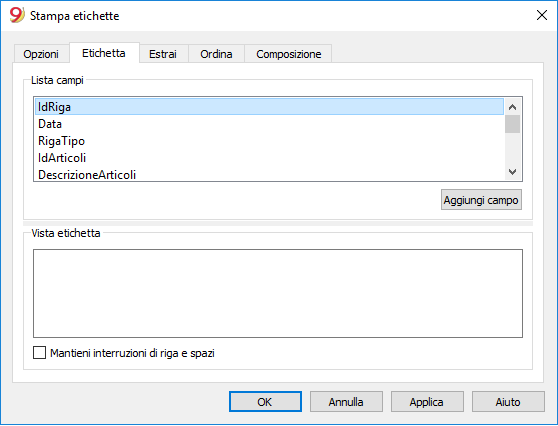 9 Stampa etichette
Opzioni Etichetta Estrai Ordina Composizione
Lista campi
IdRiga
Data
RigaTipo
IdArticoli
DescrizioneArticoli
Aggiungi campo
Vista etichetta
Mantieni interruzioni di riga e spazi
OK Annulla Applica Aiuto